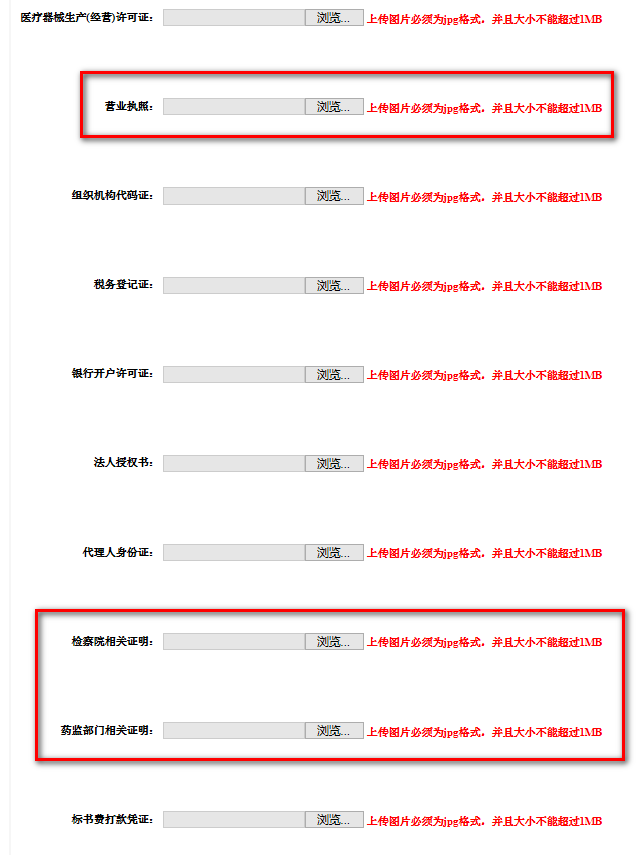 医疗器械生产(经营)许可证： 浏览... 上传图片必须为jpg格式，并且大小不能超过1MB
营业执照： 浏览... 上传图片必须为jpg格式，并且大小不能超过1MB
组织机构代码证： 浏览... 上传图片必须为jpg格式，并且大小不能超过1MB
税务登记证： 浏览... 上传图片必须为jpg格式，并且大小不能超过1MB
银行开户许可证： 浏览... 上传图片必须为jpg格式，并且大小不能超过1MB
法人授权书： 浏览... 上传图片必须为jpg格式，并且大小不能超过1MB
代理人身份证： 浏览... 上传图片必须为jpg格式，并且大小不能超过1MB
检察院相关证明： 浏览... 上传图片必须为jpg格式，并且大小不能超过1MB
药监部门相关证明： 浏览... 上传图片必须为jpg格式，并且大小不能超过1MB
标书费打款凭证： 浏览... 上传图片必须为jpg格式，并且大小不能超过1MB